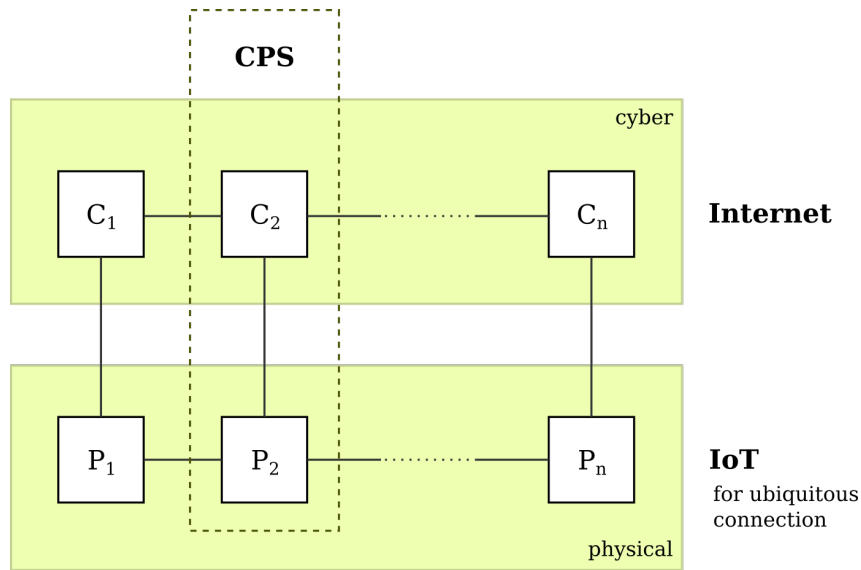 CPS
cyber
C₁
C₂
Cₙ
Internet
P₁
P₂
Pₙ
IoT
for ubiquitous
connection
physical